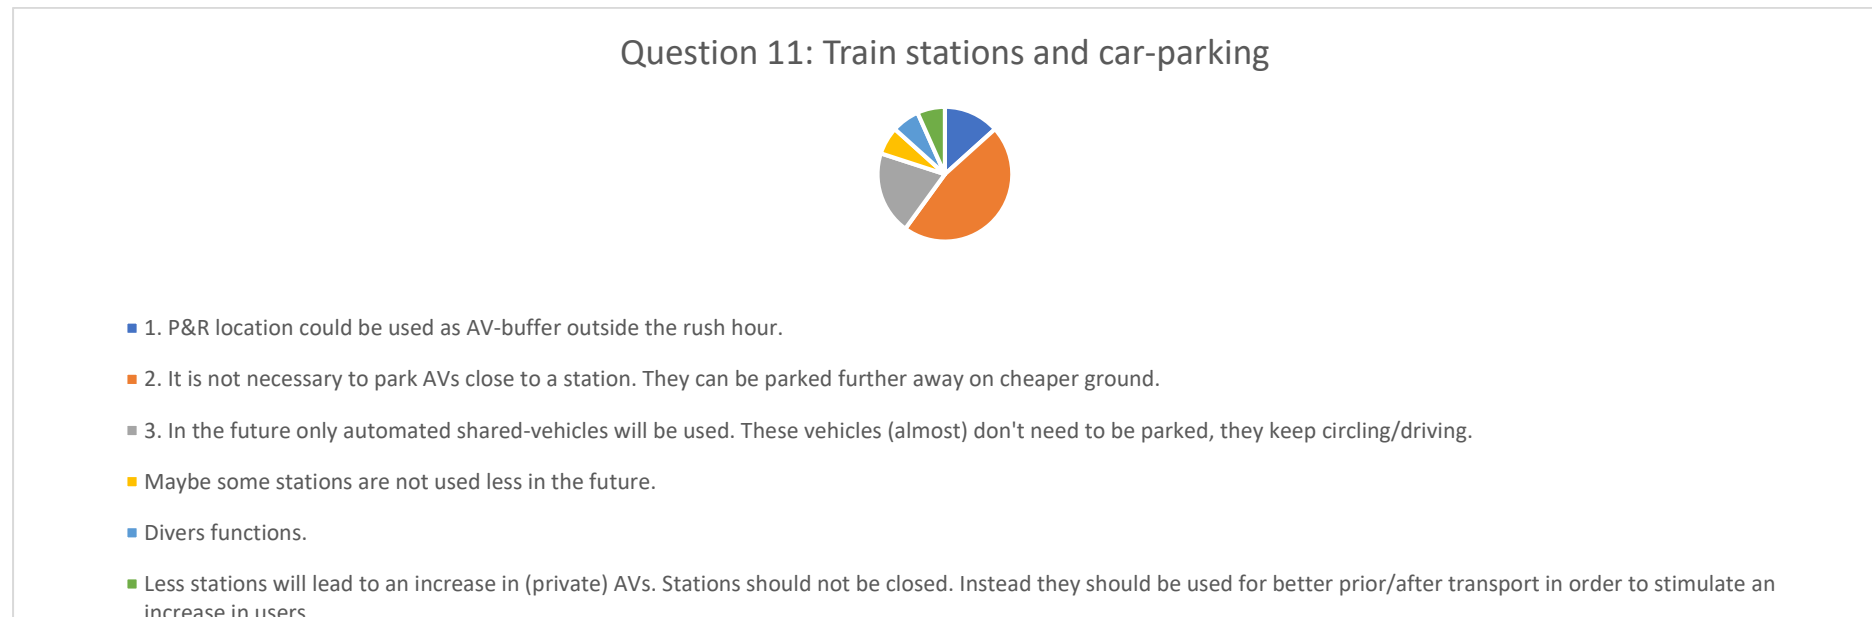 Question 11: Train stations and car-parking
1. P&R location could be used as AV-buffer outside the rush hour.
2. It is not necessary to park AVs close to a station. They can be parked further away on cheaper ground.
3. In the future only automated shared-vehicles will be used. These vehicles (almost) don't need to be parked, they keep circling/driving.
Maybe some stations are not used less in the future.
Divers functions.
Less stations will lead to an increase in (private) AVs. Stations should not be closed. Instead they should be used for better prior/after transport in order to stimulate an
increase in users.